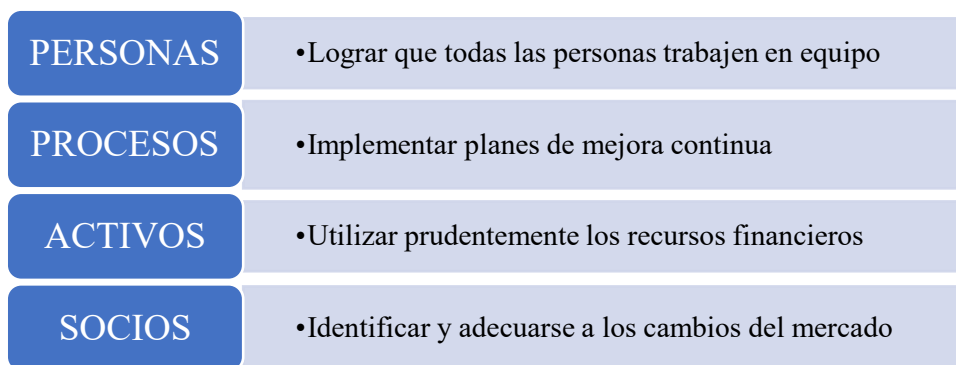 PERSONAS
•Lograr que todas las personas trabajen en equipo
PROCESOS
•Implementar planes de mejora continua
ACTIVOS
•Utilizar prudentemente los recursos financieros
SOCIOS
•Identificar y adecuarse a los cambios del mercado